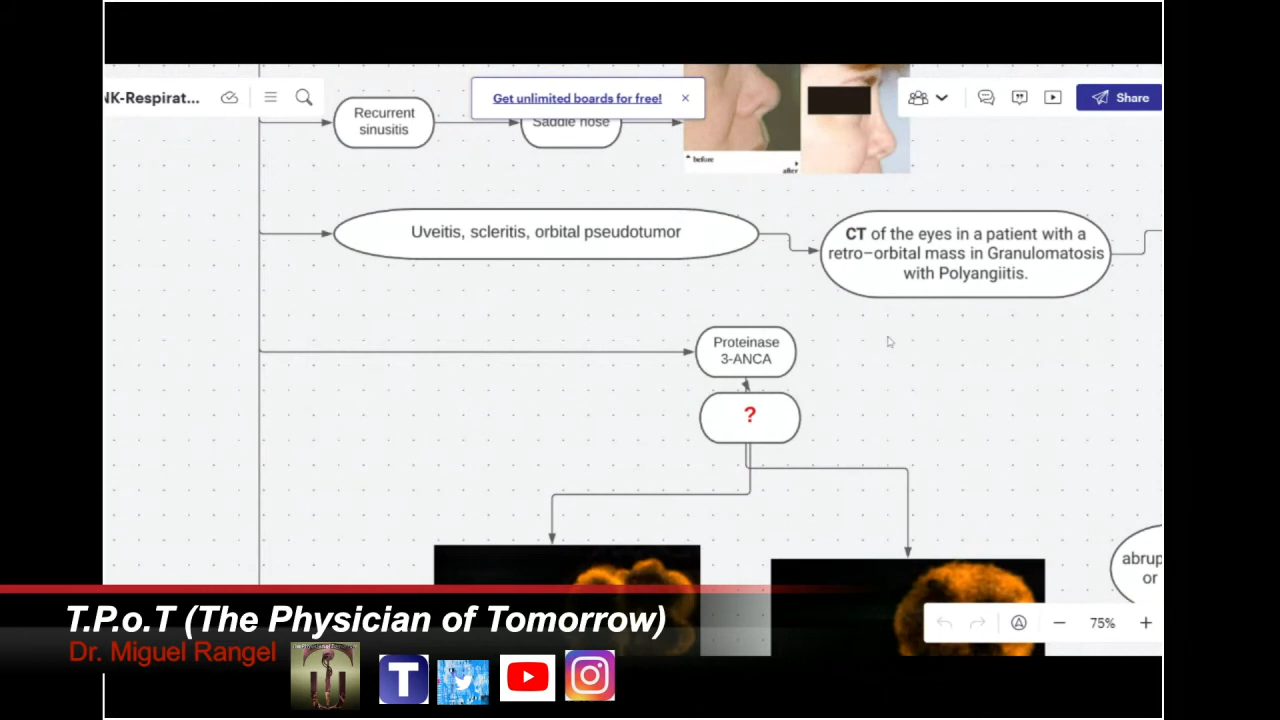 NK-Respirat...
Get unlimited boards for free!
Share
Recurrent
sinusitis
Saddle nose
before
after
Uveitis, scleritis, orbital pseudotumor
CT of the eyes in a patient with a
retro-orbital mass in Granulomatosis
with Polyangiitis.
Proteinase
3-ANCA
?
abrup
or
75%
T.P.o.T (The Physician of Tomorrow)
Dr. Miguel Rangel
T